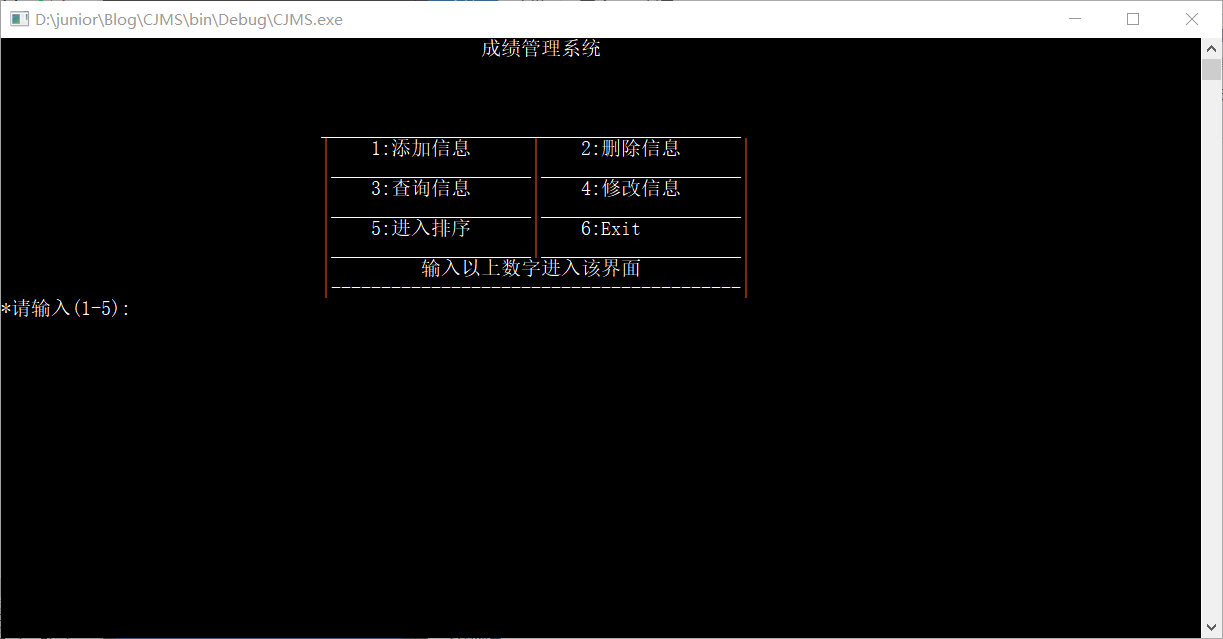 D:\junior\Blog\CJMS\bin\Debug\CJMS.exe
成绩管理系统
1:添加信息 2:删除信息
3:查询信息 4:修改信息
5:进入排序 6:Exit
输入以上数字进入该界面
*请输入(1-5):